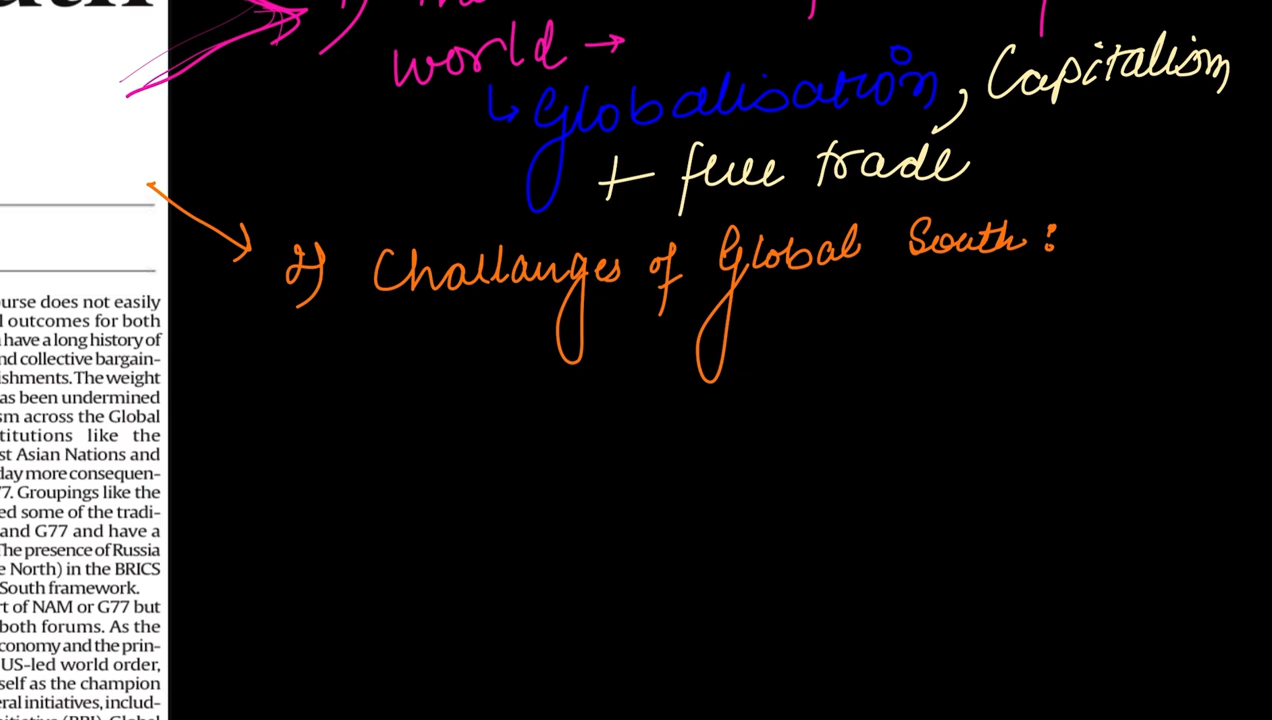 world →
↳ Globalisation, Capitalism
+ free trade
2) Challanges of Global South :
urse does not easily
l outcomes for both
have a long history of
nd collective bargain-
ishments. The weight
as been undermined
sm across the Global
titutions like the
st Asian Nations and
day more consequen-
7. Groupings like the
ed some of the tradi-
and G77 and have a
The presence of Russia
e North) in the BRICS
South framework.
rt of NAM or G77 but
both forums. As the
conomy and the prin-
US-led world order,
self as the champion
eral initiatives, includ-